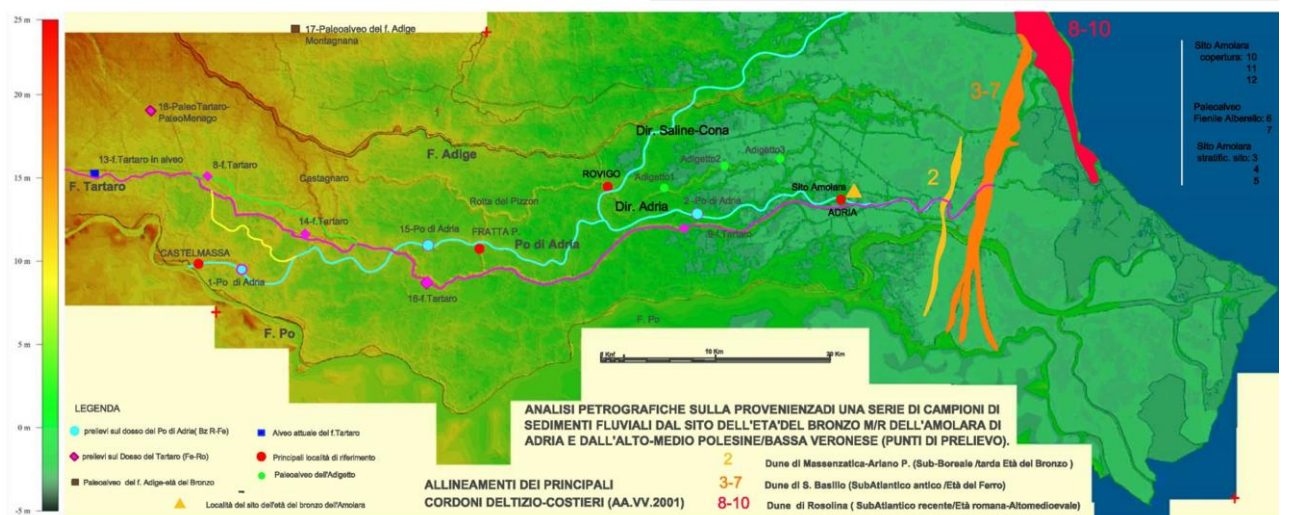 25 m
20 m
15 m
10 m
5 m
0 m
-5 m
17-Paleoalveo del f. Adige
Montagnana
18-PaleoTartaro-
PaleoMenago
13-f.Tartaro in alveo
8-f.Tartaro
F. Tartaro
Castagnaro
14-f.Tartaro
CASTELMASSA
1-Po di Adria
F. Po
1
F. Adige
Rotta del Pizzon
15-Po di Adria
FRATTA P.
Po di Adria
16-f.Tartaro
ROVIGO
Dir. Saline-Cona
Adigetto1
Adigetto2
Adigetto3
Dir. Adria
2-Po di Adria
9-f.Tartaro
Sito Amolara
ADRIA
F. Po
2
3-7
8-10
Sito Amolara
copertura: 10
11
12
Paleoalveo
Fienile Alberello: 6
7
Sito Amolara
stratific. sito: 3
4
5
10 Km
LEGENDA
prelievi sul dosso del Po di Adria( Bz R-Fe)
prelievi sul Dosso del Tartaro (Fe-Ro)
Paleoalveo del f. Adige-età del Bronzo
Alveo attuale del f.Tartaro
Principali località di riferimento
Paleoalveo dell'Adigetto
Località del sito dell'età del bronzo dell'Amolara
ANALISI PETROGRAFICHE SULLA PROVENIENZADI UNA SERIE DI CAMPIONI DI
SEDIMENTI FLUVIALI DAL SITO DELL'ETA'DEL BRONZO M/R DELL'AMOLARA DI
ADRIA E DALL'ALTO-MEDIO POLESINE/BASSA VERONESE (PUNTI DI PRELIEVO).
ALLINEAMENTI DEI PRINCIPALI
CORDONI DELTIZIO-COSTIERI (AA.VV.2001)
2 Dune di Massenzatica-Ariano P. (Sub-Boreale /tarda Età del Bronzo )
3-7 Dune di S. Basilio (SubAtlantico antico /Età del Ferro)
8-10 Dune di Rosolina ( SubAtlantico recente/Età romana-Altomedioevale)